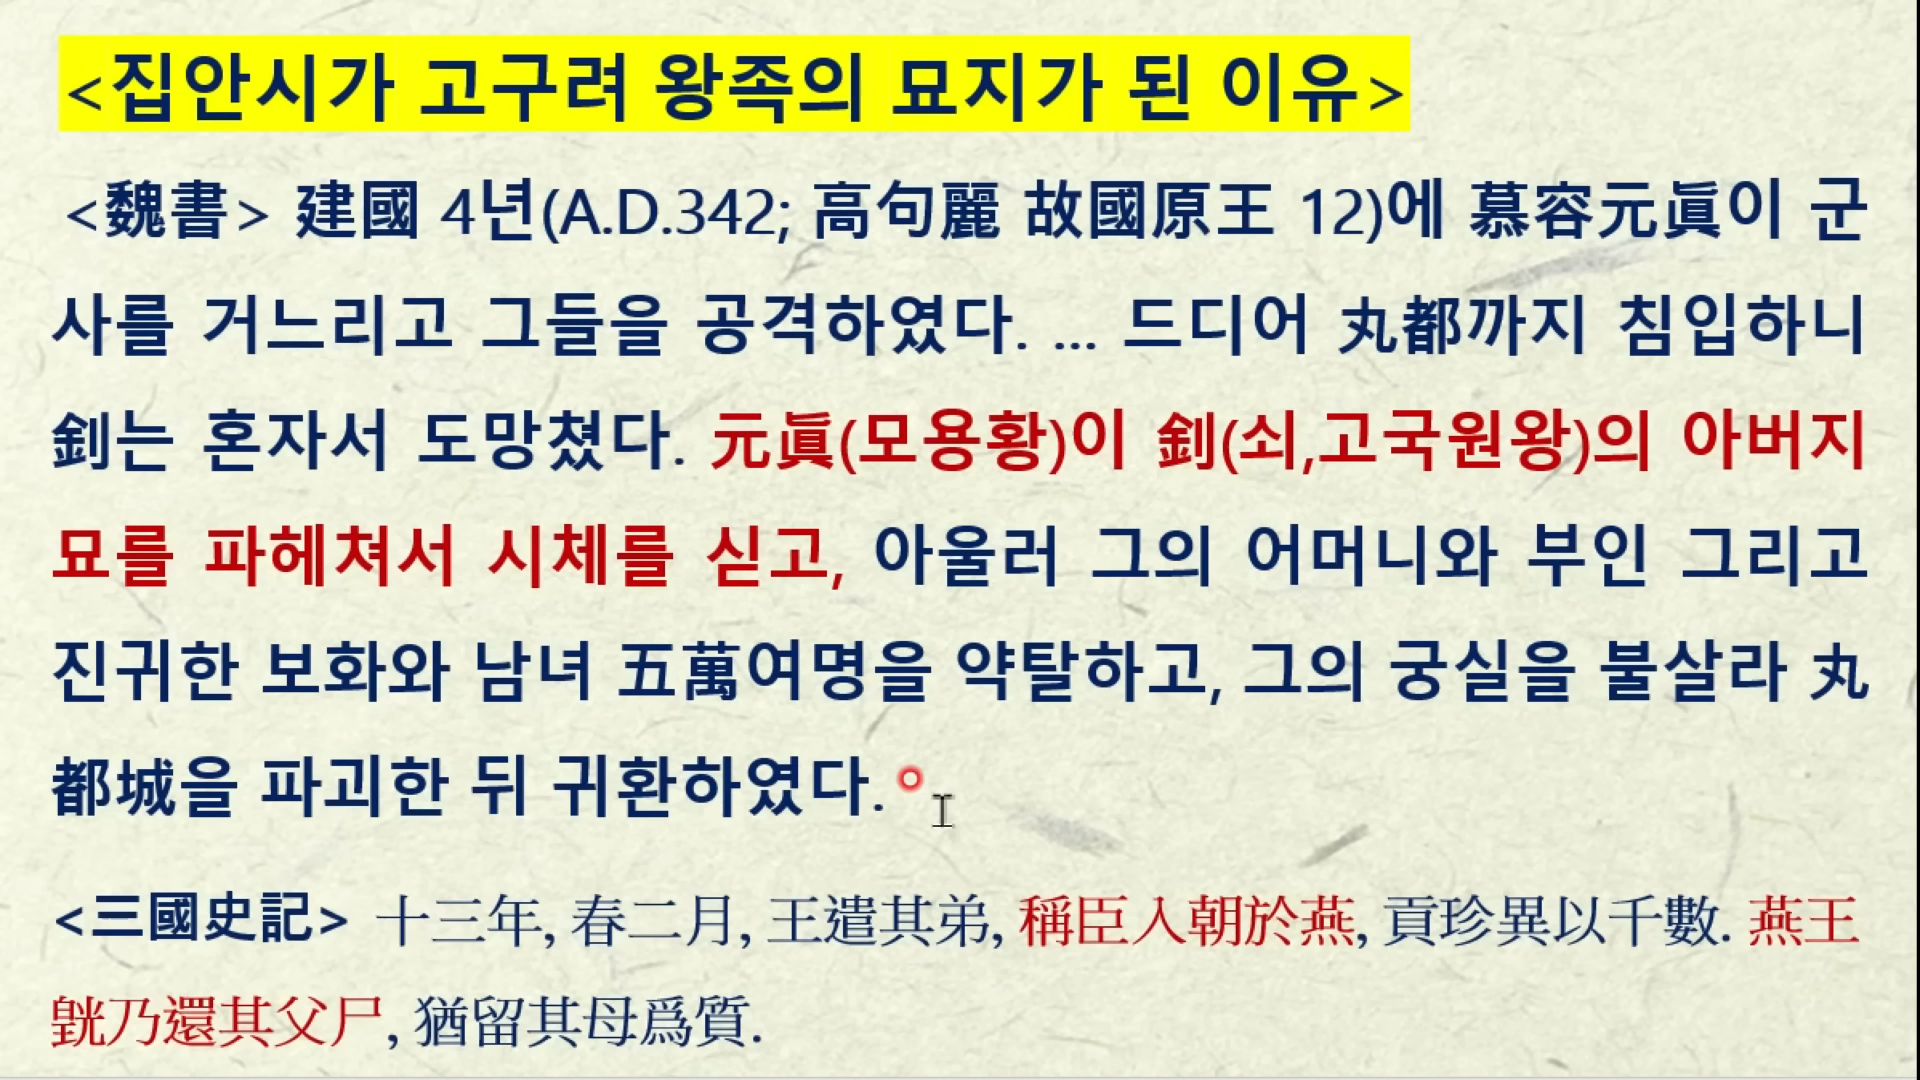 <집안시가 고구려 왕족의 묘지가 된 이유>
<魏書> 建國 4년(A.D.342; 高句麗 故國原王 12)에 慕容元眞이 군
사를 거느리고 그들을 공격하였다. ... 드디어 丸都까지 침입하니
釗는 혼자서 도망쳤다. 元眞(모용황)이 釗(쇠,고국원왕)의 아버지
묘를 파헤쳐서 시체를 싣고, 아울러 그의 어머니와 부인 그리고
진귀한 보화와 남녀 五萬여명을 약탈하고, 그의 궁실을 불살라 丸
都城을 파괴한 뒤 귀환하였다.
<三國史記> 十三年, 春二月, 王遣其弟, 稱臣入朝於燕, 貢珍異以千數. 燕王
皝乃還其父尸, 猶留其母爲質.